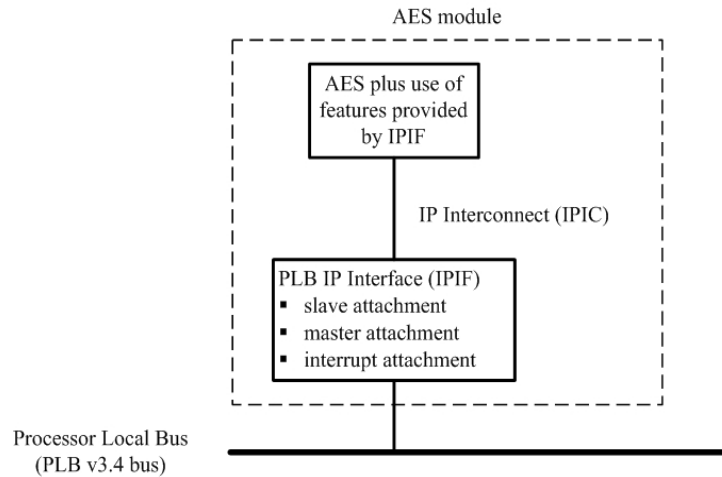 AES module
AES plus use of
features provided
by IPIF
IP Interconnect (IPIC)
PLB IP Interface (IPIF)
▪ slave attachment
▪ master attachment
▪ interrupt attachment
Processor Local Bus
(PLB v3.4 bus)